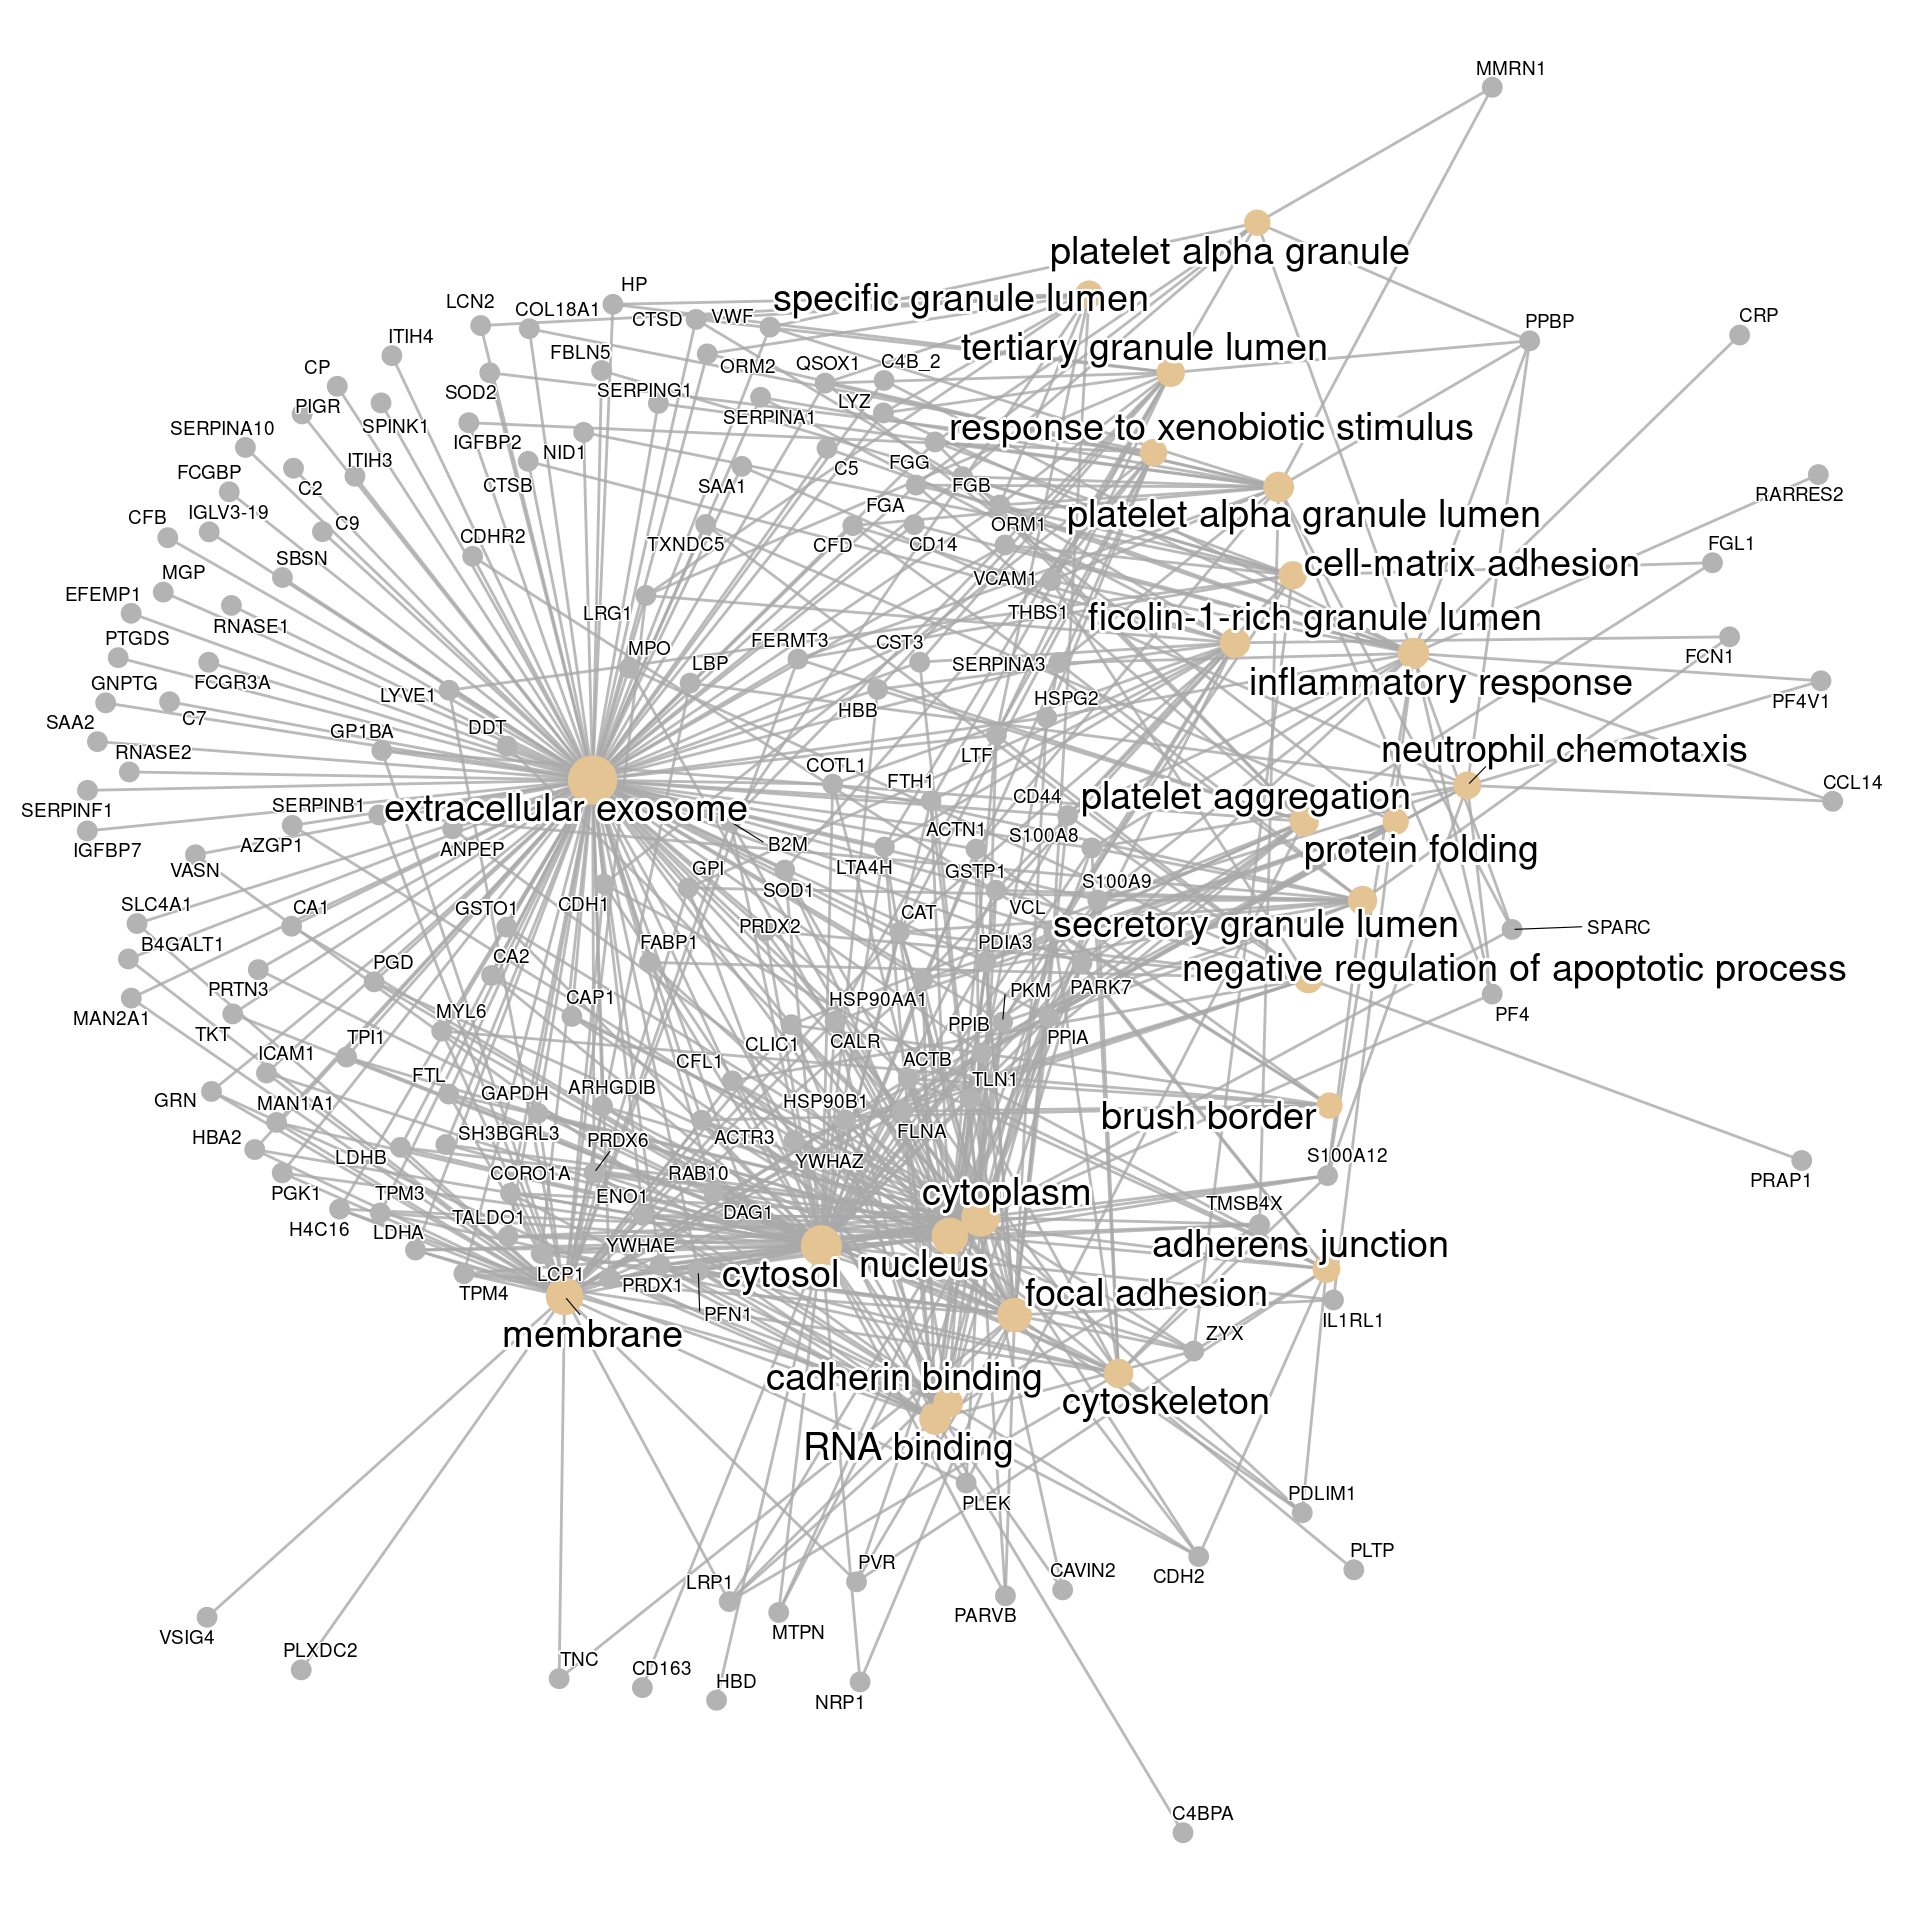 MMRN1
platelet alpha granule
HP
specific granule lumen
LCN2
COL18A1
CTSD
VWF
CRP
PPBP
ITIH4
tertiary granule lumen
FBLN5
CP
ORM2
QSOX1
C4B_2
SOD2
SERPING1
PIGR
LYZ
SERPINA1
SERPINA10
SPINK1
response to xenobiotic stimulus
IGFBP2
NID1
ITIH3
FGG
C5
FCGBP
C2
CTSB
SAA1
FGB
RARRES2
CFB
IGLV3-19
C9
FGA
ORM1
platelet alpha granule lumen
CDHR2
TXNDC5
CFD
CD14
FGL1
SBSN
cell-matrix adhesion
MGP
VCAM1
EFEMP1
RNASE1
LRG1
THBS1
ficolin-1-rich granule lumen
PTGDS
MPO
FERMT3
CST3
FCN1
LBP
SERPINA3
GNPTG
FCGR3A
inflammatory response
LYVE1
HSPG2
PF4V1
SAA2
C7
HBB
GP1BA
DDT
RNASE2
LTF
neutrophil chemotaxis
COTL1
FTH1
CCL14
SERPINF1
SERPINB1
extracellular exosome
CD44
platelet aggregation
IGFBP7
AZGP1
ANPEP
B2M
ACTN1
S100A8
protein folding
VASN
GPI
SOD1
LTA4H
GSTP1
S100A9
SLC4A1
CA1
GSTO1
CDH1
CAT
VCL
PRDX2
secretory granule lumen
SPARC
B4GALT1
FABP1
PDIA3
PGD
CA2
negative regulation of apoptotic process
PRTN3
CAP1
HSP90AA1
PKM
PARK7
MAN2A1
TKT
MYL6
PPIB
PF4
TPI1
CLIC1
CALR
PPIA
ICAM1
CFL1
ACTB
FTL
TLN1
GRN
MAN1A1
GAPDH
ARHGDIB
HSP90B1
brush border
HBA2
SH3BGRL3
PRDX6
ACTR3
FLNA
LDHB
YWHAZ
S100A12
PGK1
CORO1A
RAB10
PRAP1
TPM3
ENO1
cytoplasm
H4C16
LDHA
TALDO1
DAG1
TMSB4X
YWHAE
adherens junction
LCP1
PRDX1
cytosol
nucleus
TPM4
focal adhesion
PFN1
IL1RL1
membrane
ZYX
cadherin binding
cytoskeleton
RNA binding
PLEK
PDLIM1
PVR
PLTP
LRP1
CAVIN2
CDH2
PARVB
VSIG4
MTPN
PLXDC2
TNC
CD163
HBD
NRP1
C4BPA